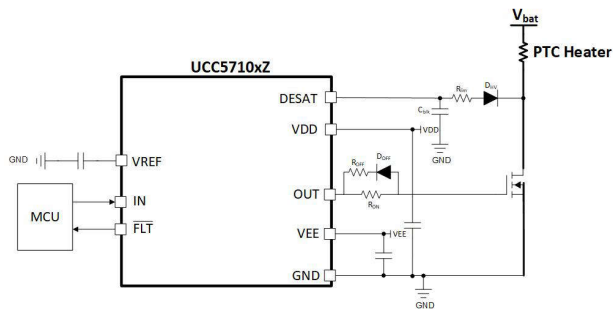 Vbat
PTC Heater
UCC5710xZ
DESAT
Rlim
DHV
Cblk
VDD
VDD
GND
GND
VREF
ROFF
DOFF
OUT
RON
MCU
IN
FLT
VEE
VEE
GND
GND